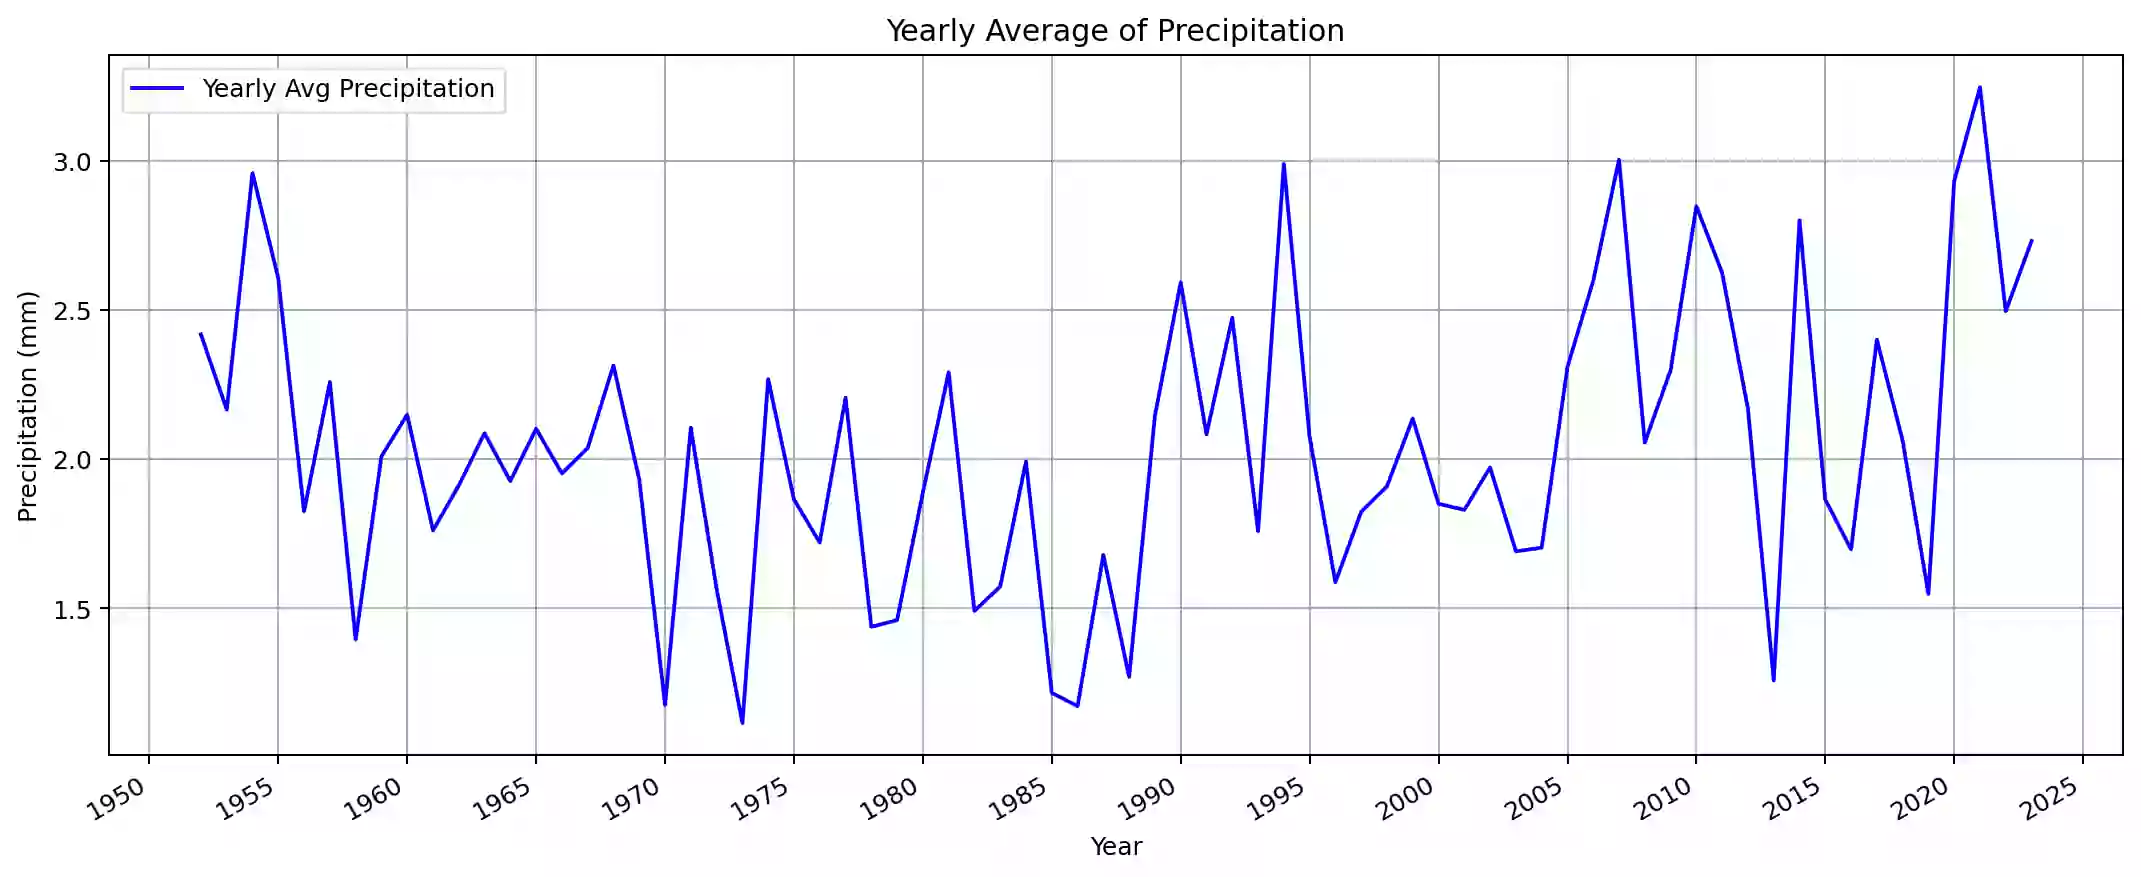 Yearly Average of Precipitation
Yearly Avg Precipitation
Precipitation (mm)
3.0
2.5
2.0
1.5
1950 1955 1960 1965 1970 1975 1980 1985 1990 1995 2000 2005 2010 2015 2020 2025
Year